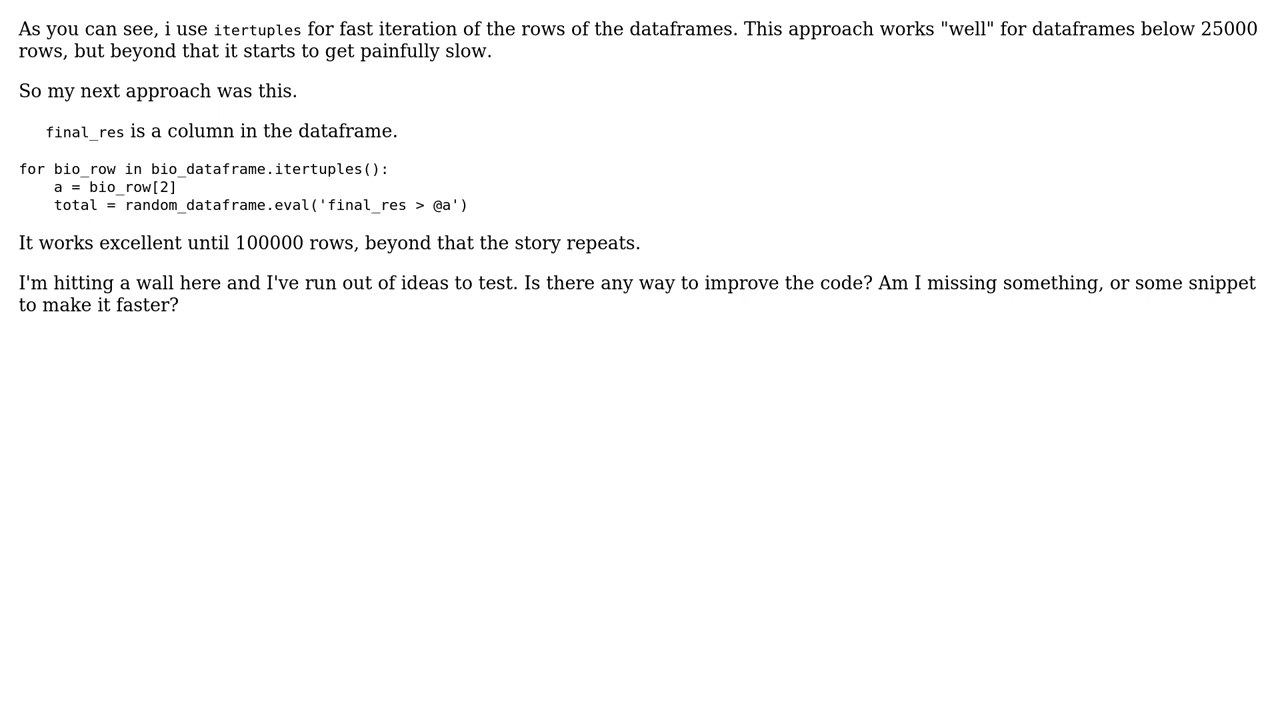 As you can see, i use itertuples for fast iteration of the rows of the dataframes. This approach works "well" for dataframes below 25000
rows, but beyond that it starts to get painfully slow.
So my next approach was this.
final_res is a column in the dataframe.
for bio_row in bio_dataframe.itertuples():
    a = bio_row[2]
    total = random_dataframe.eval('final_res > @a')
It works excellent until 100000 rows, beyond that the story repeats.
I'm hitting a wall here and I've run out of ideas to test. Is there any way to improve the code? Am I missing something, or some snippet
to make it faster?